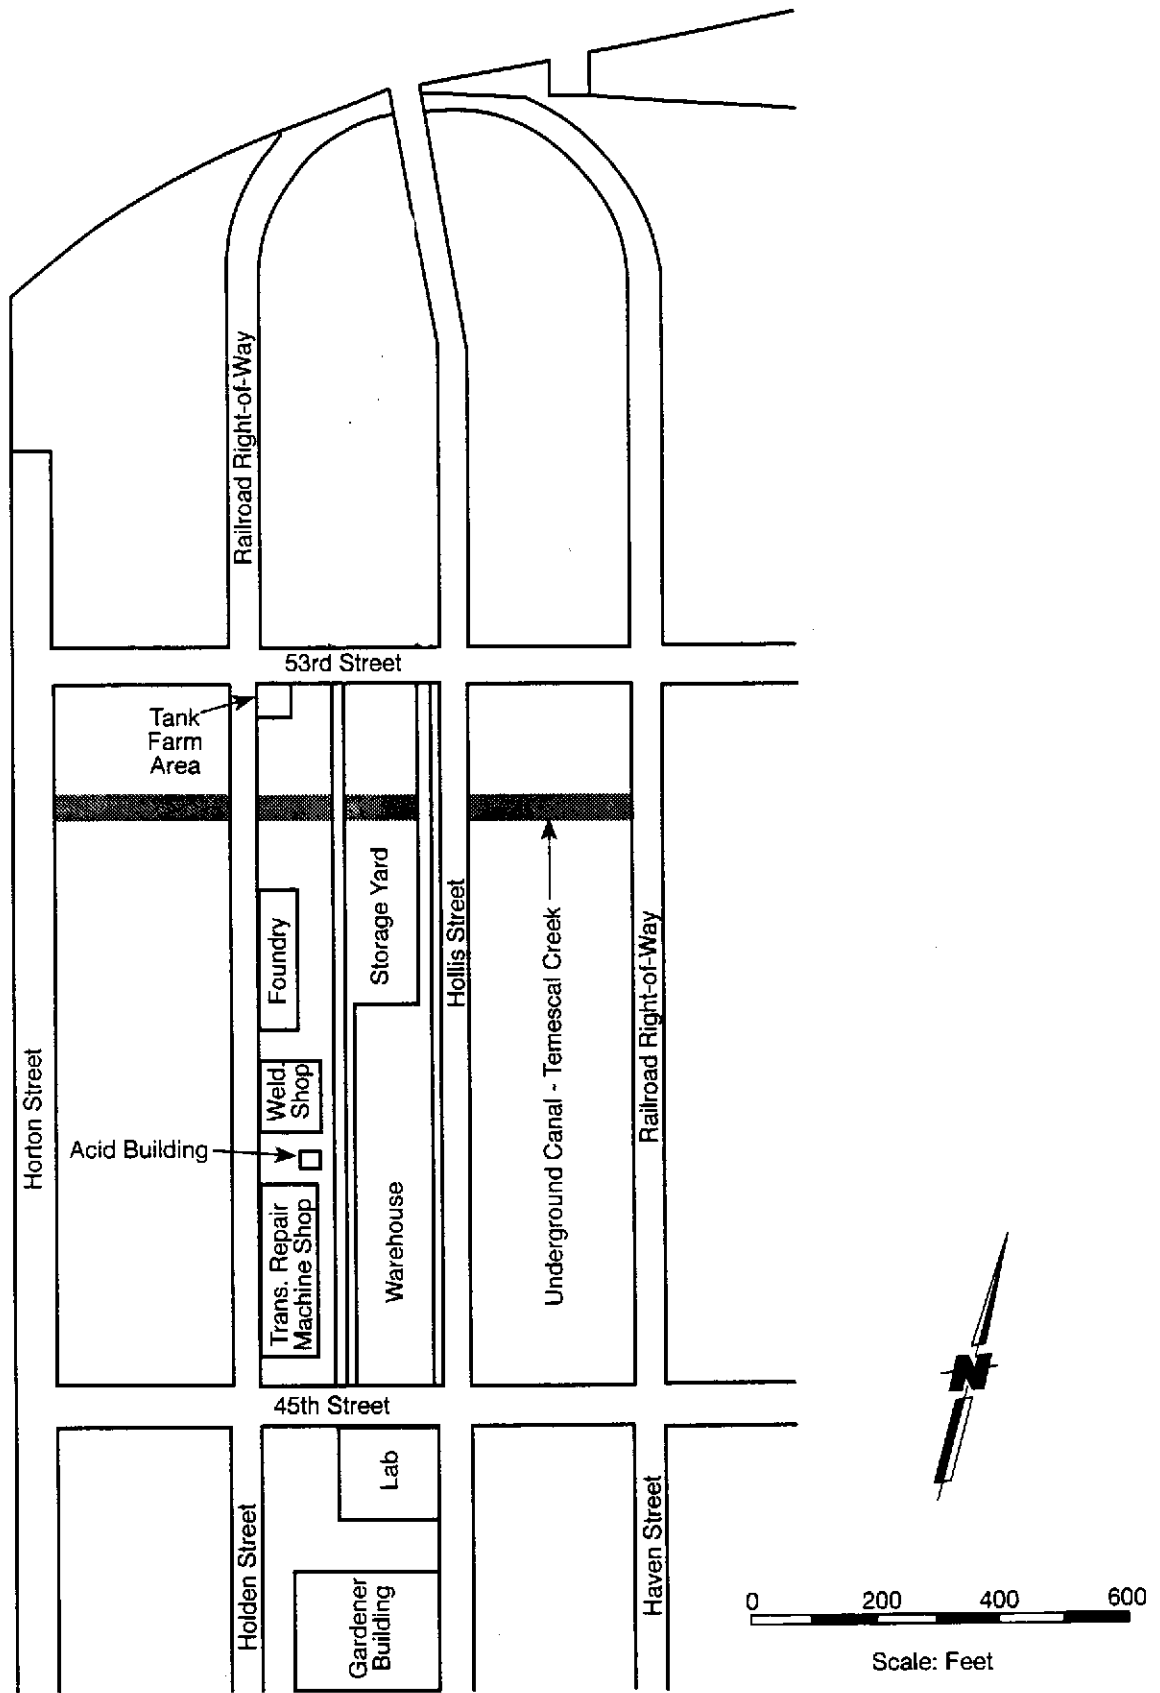 Railroad Right-of-Way
53rd Street
Tank
Farm
Area
Storage Yard
Foundry
Hollis Street
Underground Canal - Temescal Creek
Railroad Right-of-Way
Horton Street
Weld.
Shop
Acid Building
Trans. Repair
Machine Shop
Warehouse
45th Street
Lab
Holden Street
Gardener
Building
Haven Street
N
0 200 400 600
Scale: Feet